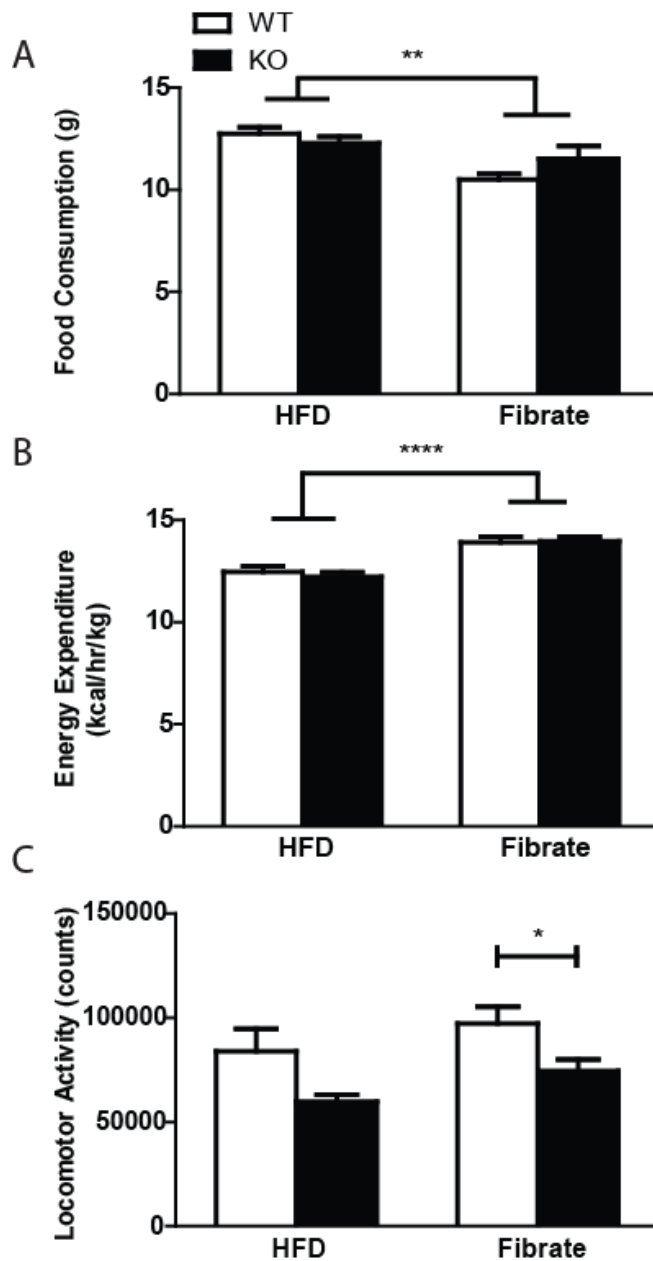 A
WT
KO
**
Food Consumption (g)
15
10
5
0
HFD Fibrate
B
****
Energy Expenditure
(kcal/hr/kg)
15
10
5
0
HFD Fibrate
C
Locomotor Activity (counts)
150000
100000
50000
0
*
HFD Fibrate